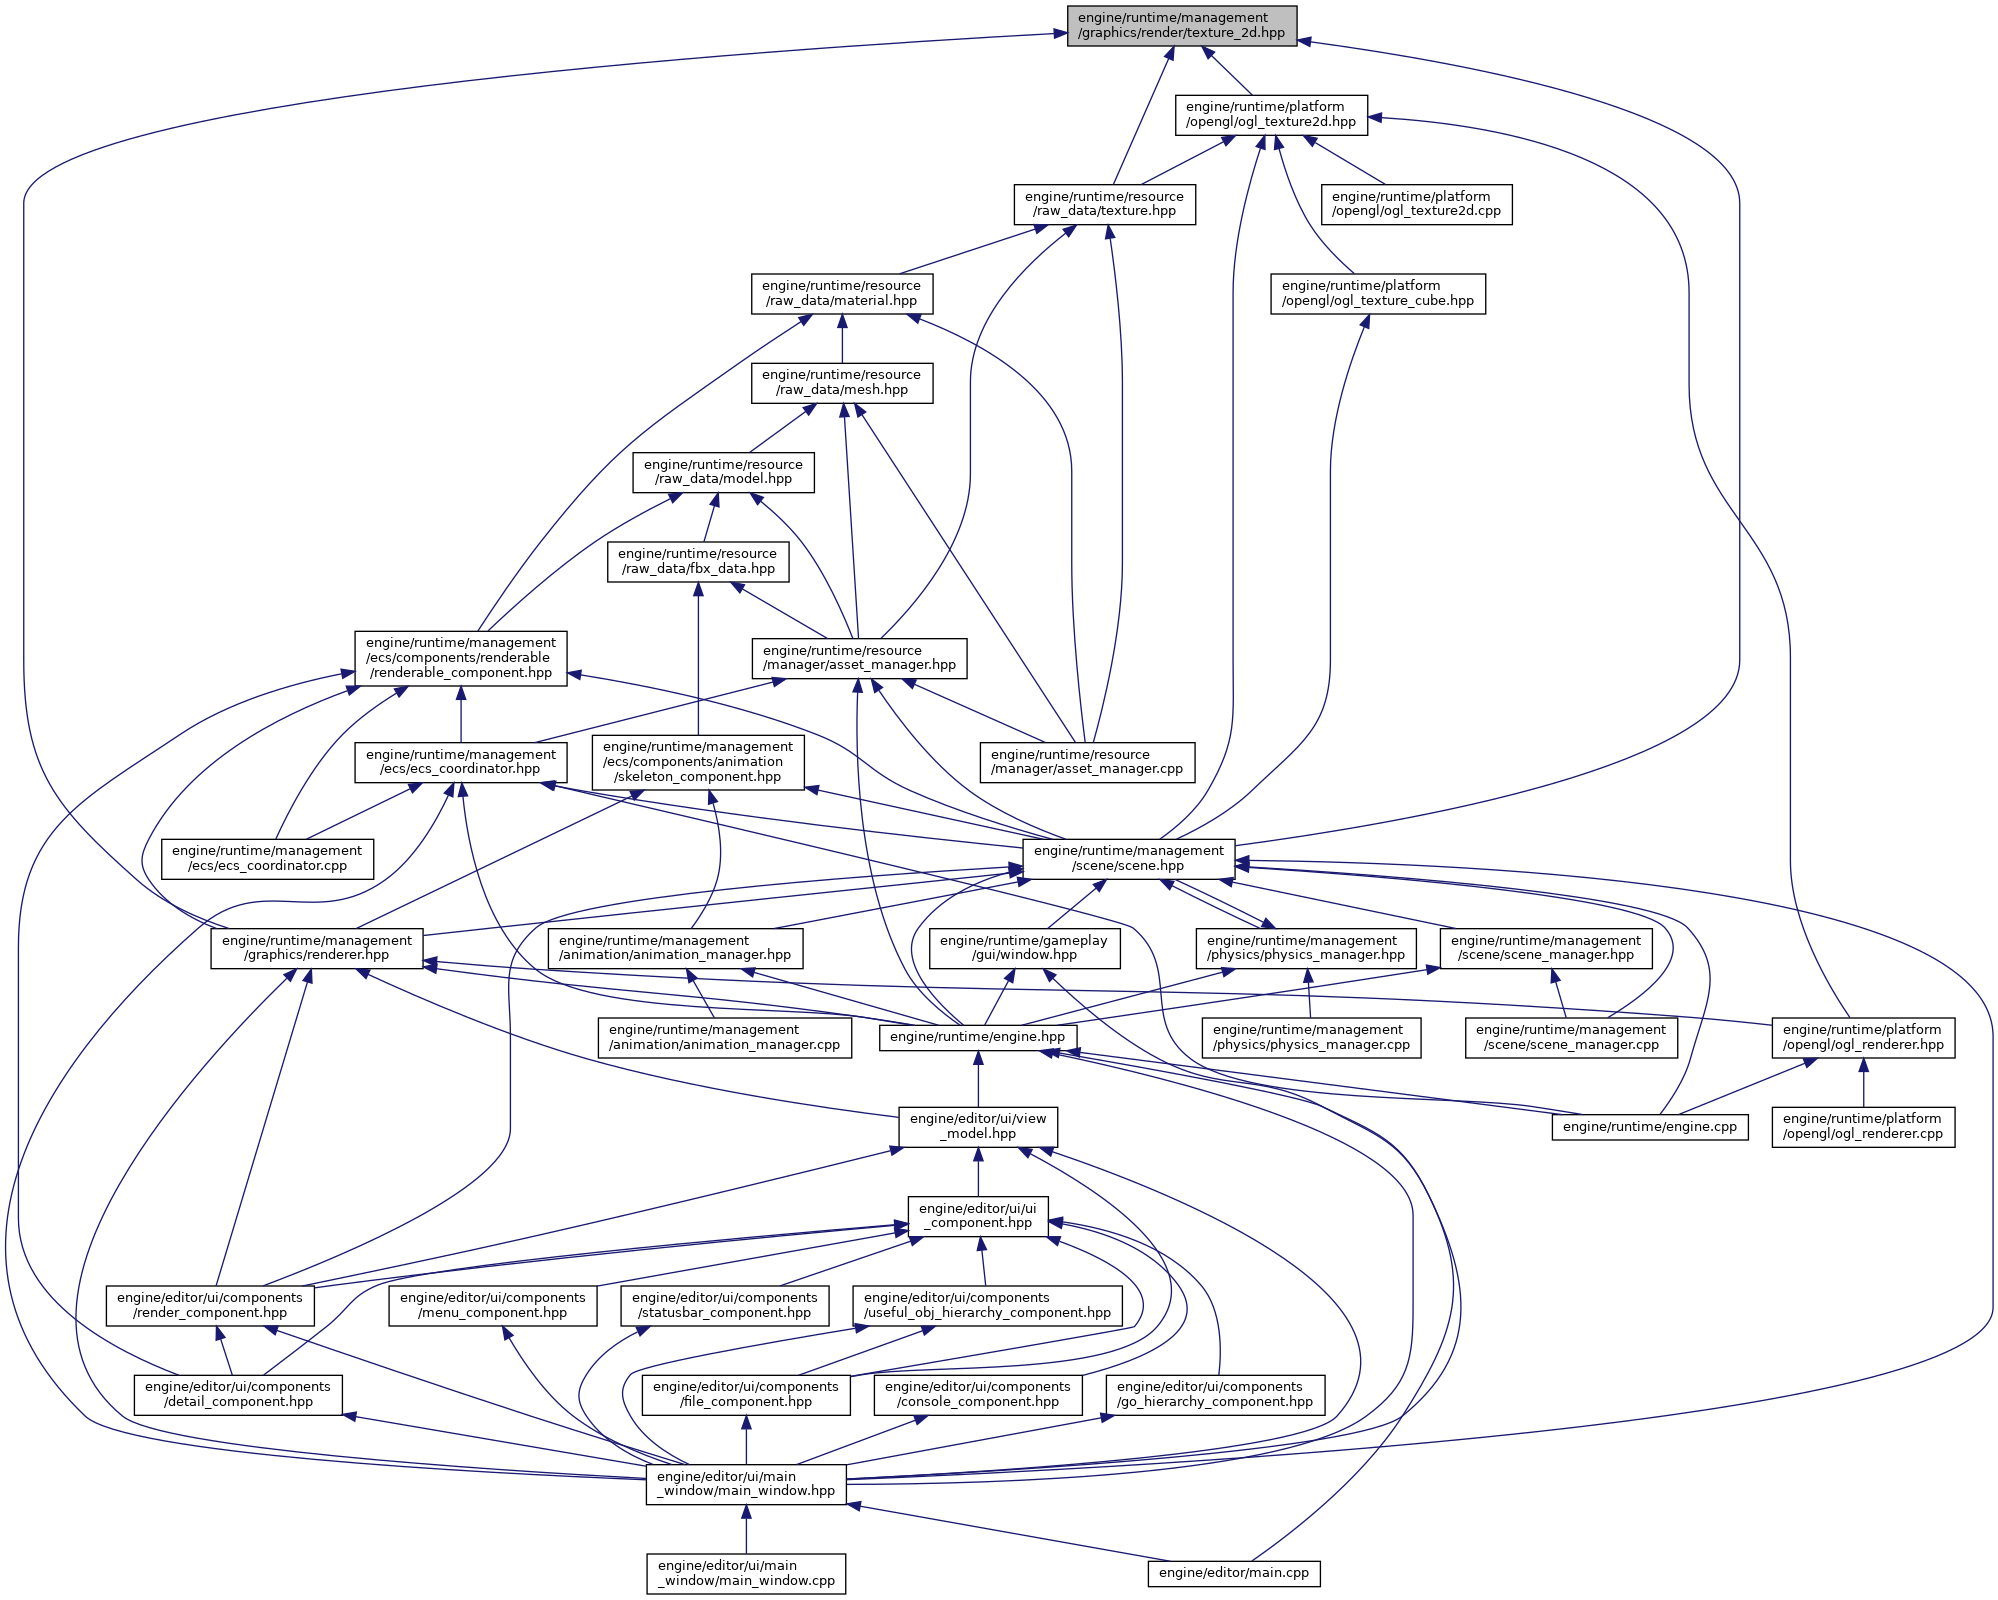 engine/runtime/management
/graphics/render/texture_2d.hpp
engine/runtime/platform
/opengl/ogl_texture2d.hpp
engine/runtime/resource
/raw_data/texture.hpp
engine/runtime/platform
/opengl/ogl_texture2d.cpp
engine/runtime/resource
/raw_data/material.hpp
engine/runtime/platform
/opengl/ogl_texture_cube.hpp
engine/runtime/resource
/raw_data/mesh.hpp
engine/runtime/resource
/raw_data/model.hpp
engine/runtime/resource
/raw_data/fbx_data.hpp
engine/runtime/management
/ecs/components/renderable
/renderable_component.hpp
engine/runtime/resource
/manager/asset_manager.hpp
engine/runtime/management
/ecs/ecs_coordinator.hpp
engine/runtime/management
/ecs/components/animation
/skeleton_component.hpp
engine/runtime/resource
/manager/asset_manager.cpp
engine/runtime/management
/ecs/ecs_coordinator.cpp
engine/runtime/management
/scene/scene.hpp
engine/runtime/management
/graphics/renderer.hpp
engine/runtime/management
/animation/animation_manager.hpp
engine/runtime/gameplay
/gui/window.hpp
engine/runtime/management
/physics/physics_manager.hpp
engine/runtime/management
/scene/scene_manager.hpp
engine/runtime/management
/animation/animation_manager.cpp
engine/runtime/engine.hpp
engine/runtime/management
/physics/physics_manager.cpp
engine/runtime/management
/scene/scene_manager.cpp
engine/runtime/platform
/opengl/ogl_renderer.hpp
engine/editor/ui/view
_model.hpp
engine/runtime/engine.cpp
engine/runtime/platform
/opengl/ogl_renderer.cpp
engine/editor/ui/ui
_component.hpp
engine/editor/ui/components
/render_component.hpp
engine/editor/ui/components
/menu_component.hpp
engine/editor/ui/components
/statusbar_component.hpp
engine/editor/ui/components
/useful_obj_hierarchy_component.hpp
engine/editor/ui/components
/detail_component.hpp
engine/editor/ui/components
/file_component.hpp
engine/editor/ui/components
/console_component.hpp
engine/editor/ui/components
/go_hierarchy_component.hpp
engine/editor/ui/main
_window/main_window.hpp
engine/editor/ui/main
_window/main_window.cpp
engine/editor/main.cpp